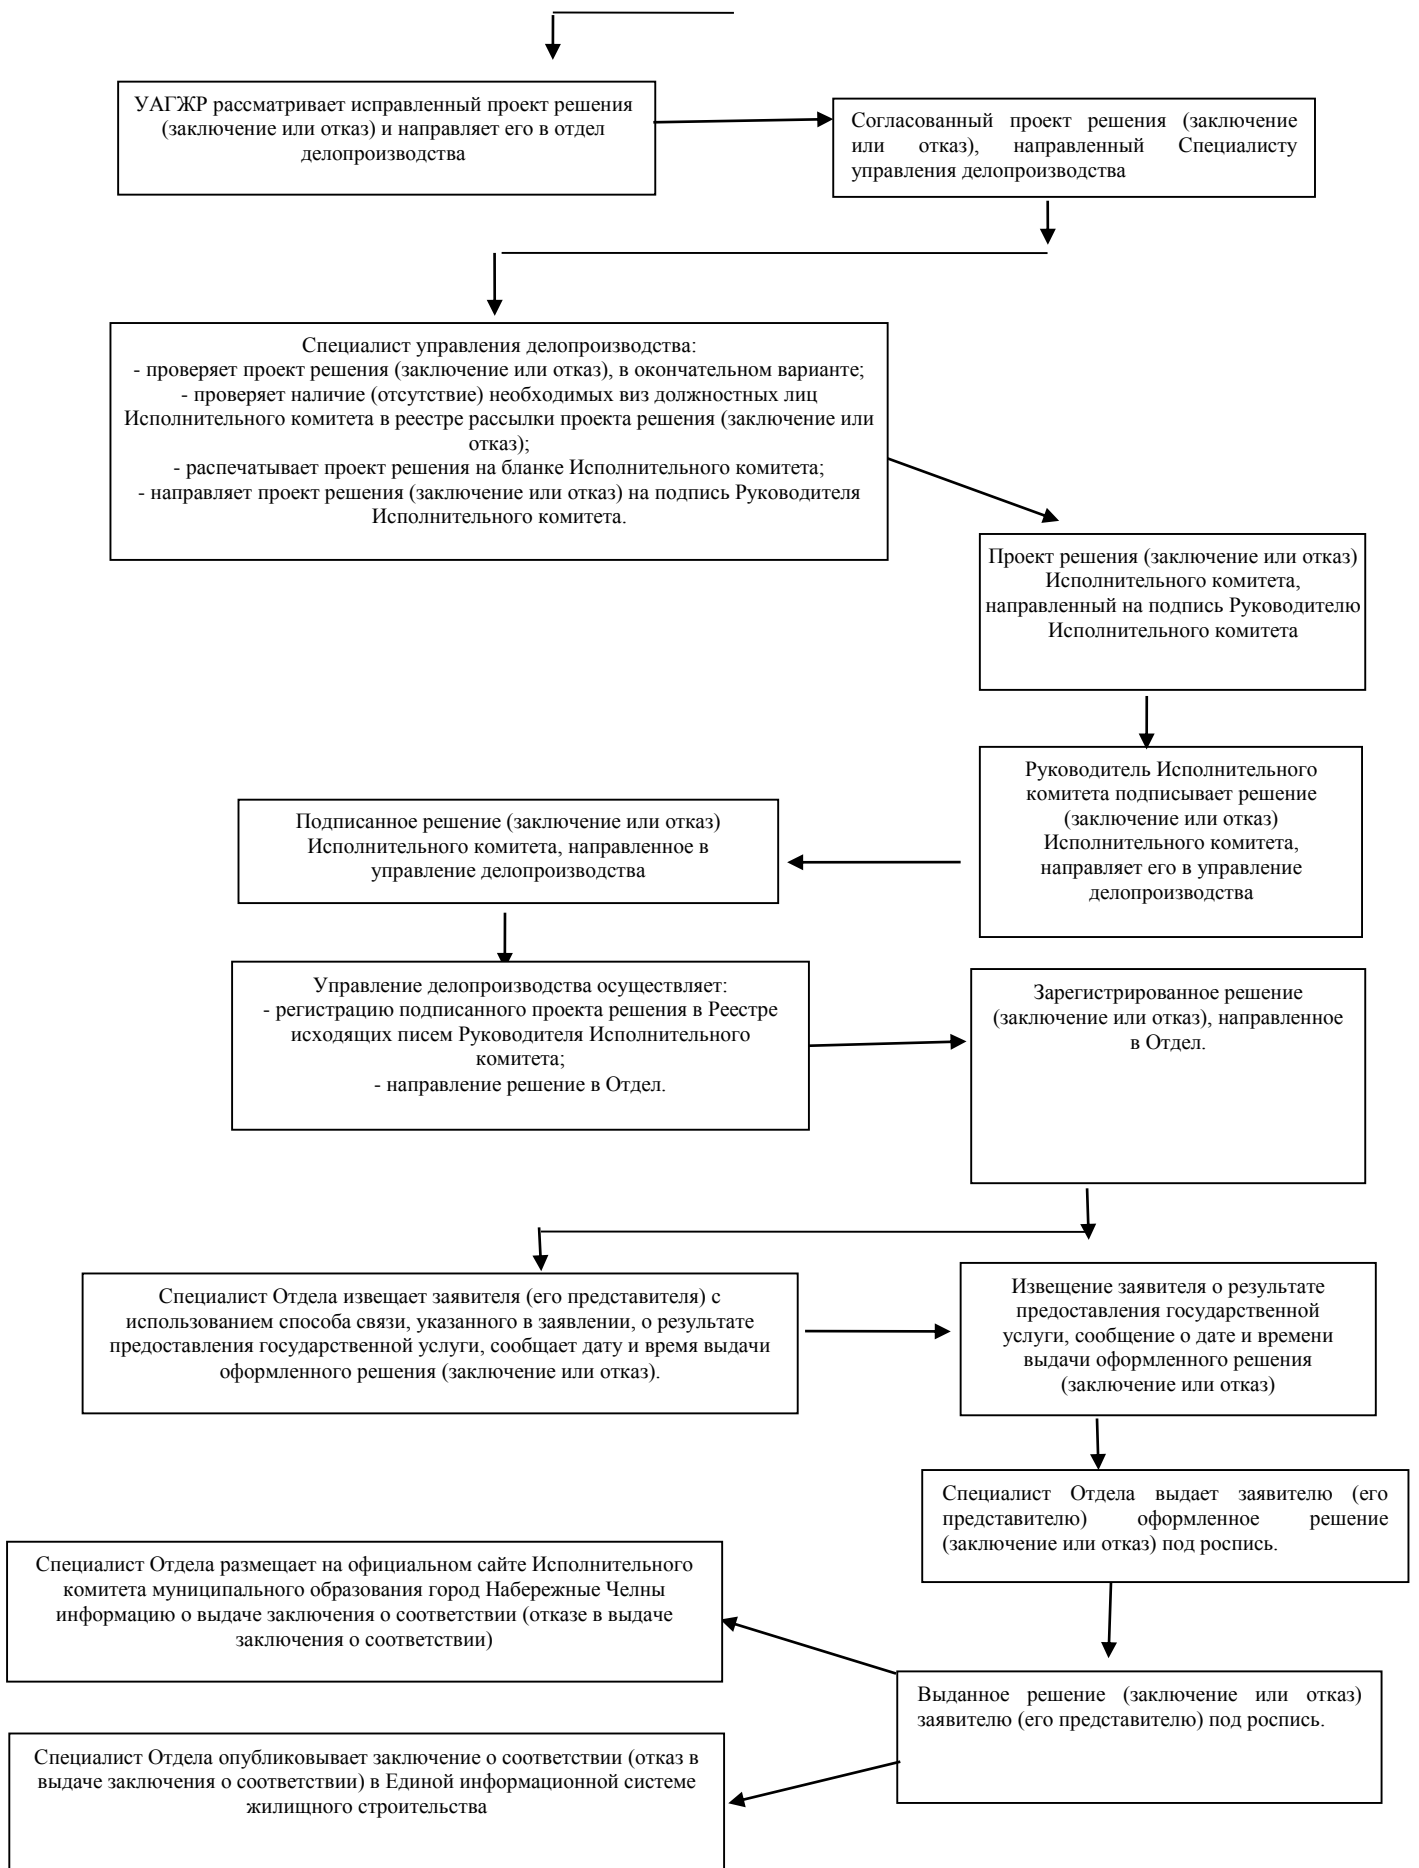 УАГЖР рассматривает исправленный проект решения
(заключение или отказ) и направляет его в отдел
делопроизводства
Согласованный проект решения (заключение
или отказ), направленный Специалисту
управления делопроизводства
Специалист управления делопроизводства:
- проверяет проект решения (заключение или отказ), в окончательном варианте;
- проверяет наличие (отсутствие) необходимых виз должностных лиц
Исполнительного комитета в реестре рассылки проекта решения (заключение или
отказ);
- распечатывает проект решения на бланке Исполнительного комитета;
- направляет проект решения (заключение или отказ) на подпись Руководителя
Исполнительного комитета.
Проект решения (заключение или отказ)
Исполнительного комитета,
направленный на подпись Руководителю
Исполнительного комитета
Руководитель Исполнительного
комитета подписывает решение
(заключение или отказ)
Исполнительного комитета,
направляет его в управление
делопроизводства
Подписанное решение (заключение или отказ)
Исполнительного комитета, направленное в
управление делопроизводства
Управление делопроизводства осуществляет:
- регистрацию подписанного проекта решения в Реестре
исходящих писем Руководителя Исполнительного
комитета;
- направление решение в Отдел.
Зарегистрированное решение
(заключение или отказ), направленное
в Отдел.
Специалист Отдела извещает заявителя (его представителя) с
использованием способа связи, указанного в заявлении, о результате
предоставления государственной услуги, сообщает дату и время выдачи
оформленного решения (заключение или отказ).
Извещение заявителя о результате
предоставления государственной
услуги, сообщение о дате и времени
выдачи оформленного решения
(заключение или отказ)
Специалист Отдела выдает заявителю (его
представителю) оформленное решение
(заключение или отказ) под роспись.
Специалист Отдела размещает на официальном сайте Исполнительного
комитета муниципального образования город Набережные Челны
информацию о выдаче заключения о соответствии (отказе в выдаче
заключения о соответствии)
Выданное решение (заключение или отказ)
заявителю (его представителю) под роспись.
Специалист Отдела опубликовывает заключение о соответствии (отказ в
выдаче заключения о соответствии) в Единой информационной системе
жилищного строительства